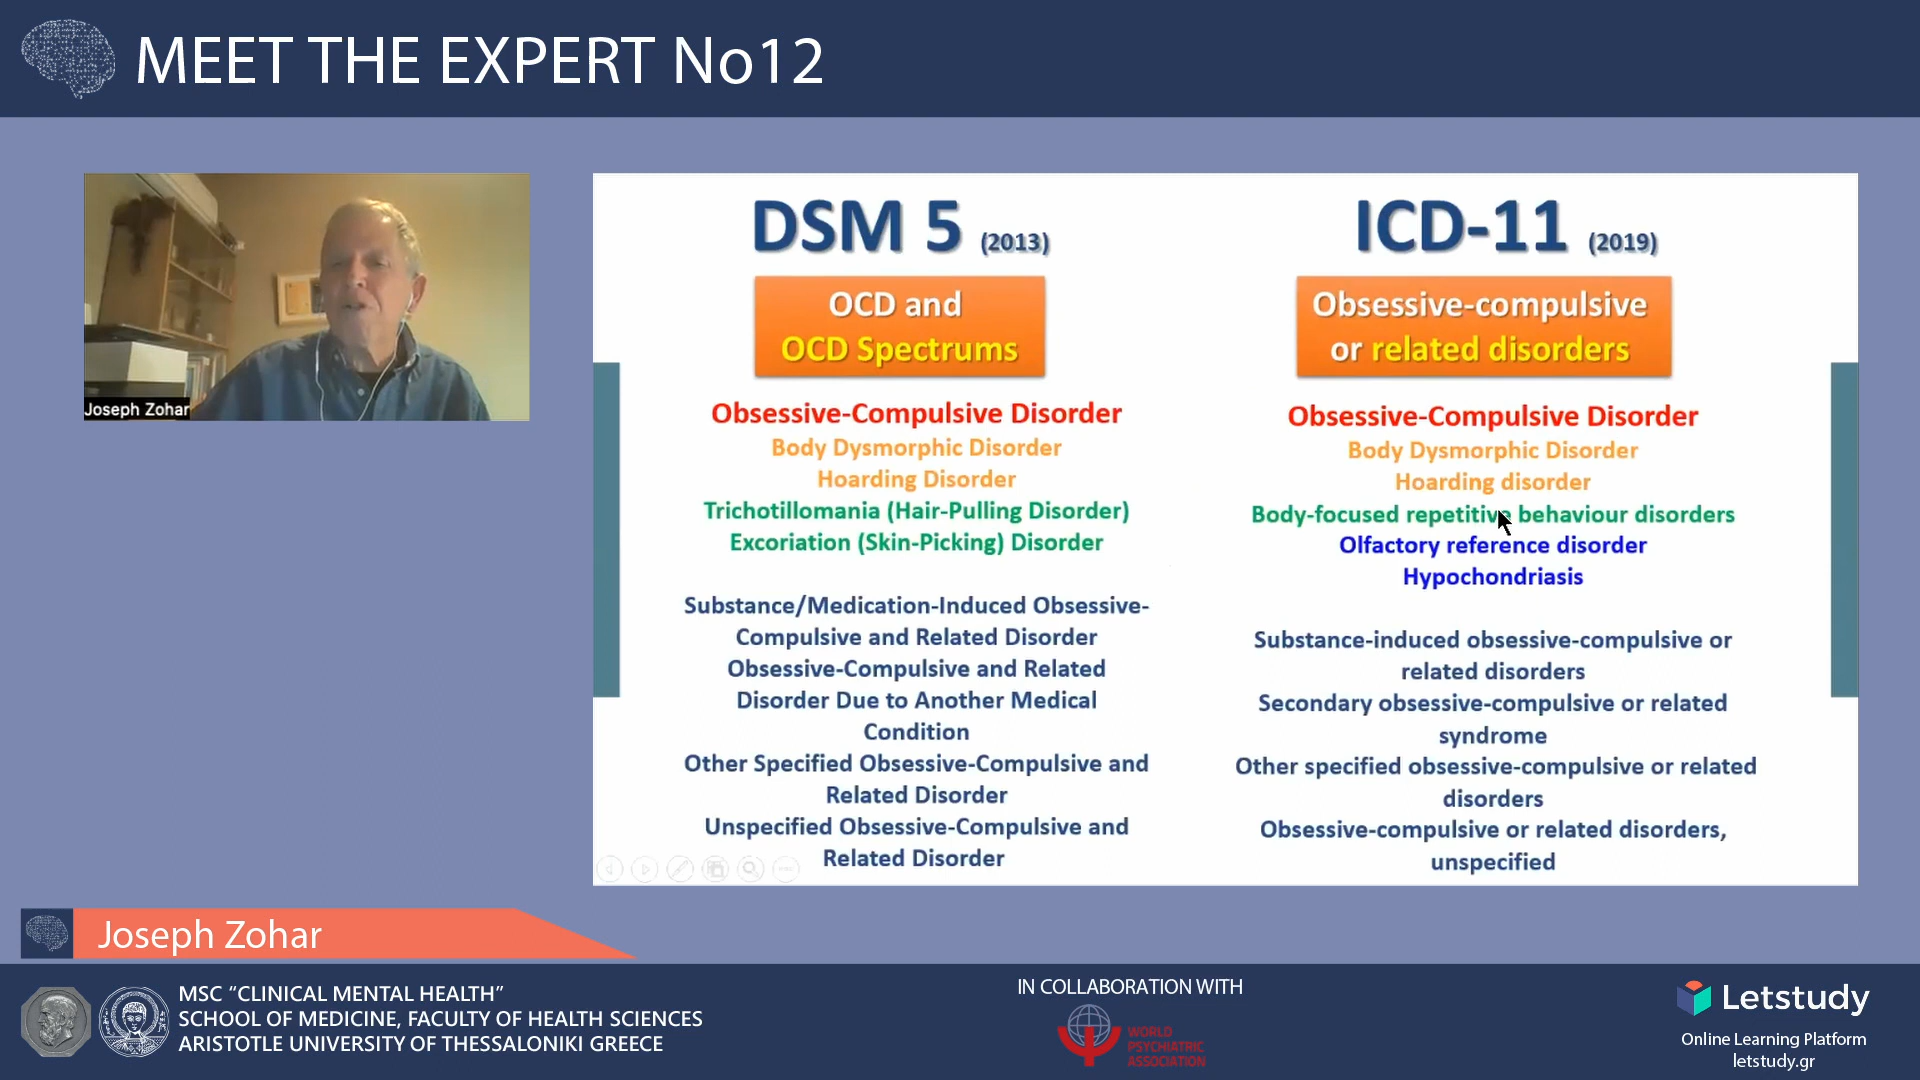 MEET THE EXPERT No12
Joseph Zohar
DSM 5 (2013)
OCD and
OCD Spectrums
Obsessive-Compulsive Disorder
Body Dysmorphic Disorder
Hoarding Disorder
Trichotillomania (Hair-Pulling Disorder)
Excoriation (Skin-Picking) Disorder
Substance/Medication-Induced Obsessive-
Compulsive and Related Disorder
Obsessive-Compulsive and Related
Disorder Due to Another Medical
Condition
Other Specified Obsessive-Compulsive and
Related Disorder
Unspecified Obsessive-Compulsive and
Related Disorder
ICD-11 (2019)
Obsessive-compulsive
or related disorders
Obsessive-Compulsive Disorder
Body Dysmorphic Disorder
Hoarding disorder
Body-focused repetitive behaviour disorders
Olfactory reference disorder
Hypochondriasis
Substance-induced obsessive-compulsive or
related disorders
Secondary obsessive-compulsive or related
syndrome
Other specified obsessive-compulsive or related
disorders
Obsessive-compulsive or related disorders,
unspecified
Joseph Zohar
MSC “CLINICAL MENTAL HEALTH”
SCHOOL OF MEDICINE, FACULTY OF HEALTH SCIENCES
ARISTOTLE UNIVERSITY OF THESSALONIKI GREECE
IN COLLABORATION WITH
WORLD
PSYCHIATRIC
ASSOCIATION
Letstudy
Online Learning Platform
letstudy.gr